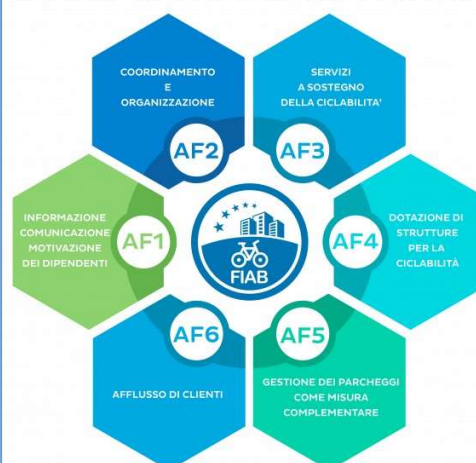 COORDINAMENTO
E
ORGANIZZAZIONE
AF2
SERVIZI
A SOSTEGNO
DELLA CICLABILITA'
AF3
INFORMAZIONE
COMUNICAZIONE
MOTIVAZIONE
DEI DIPENDENTI
AF1
FIAB
AF4
DOTAZIONE DI
STRUTTURE
PER LA
CICLABILITÀ
AF6
AFFLUSSO DI CLIENTI
AF5
GESTIONE DEI PARCHEGGI
COME MISURA
COMPLEMENTARE